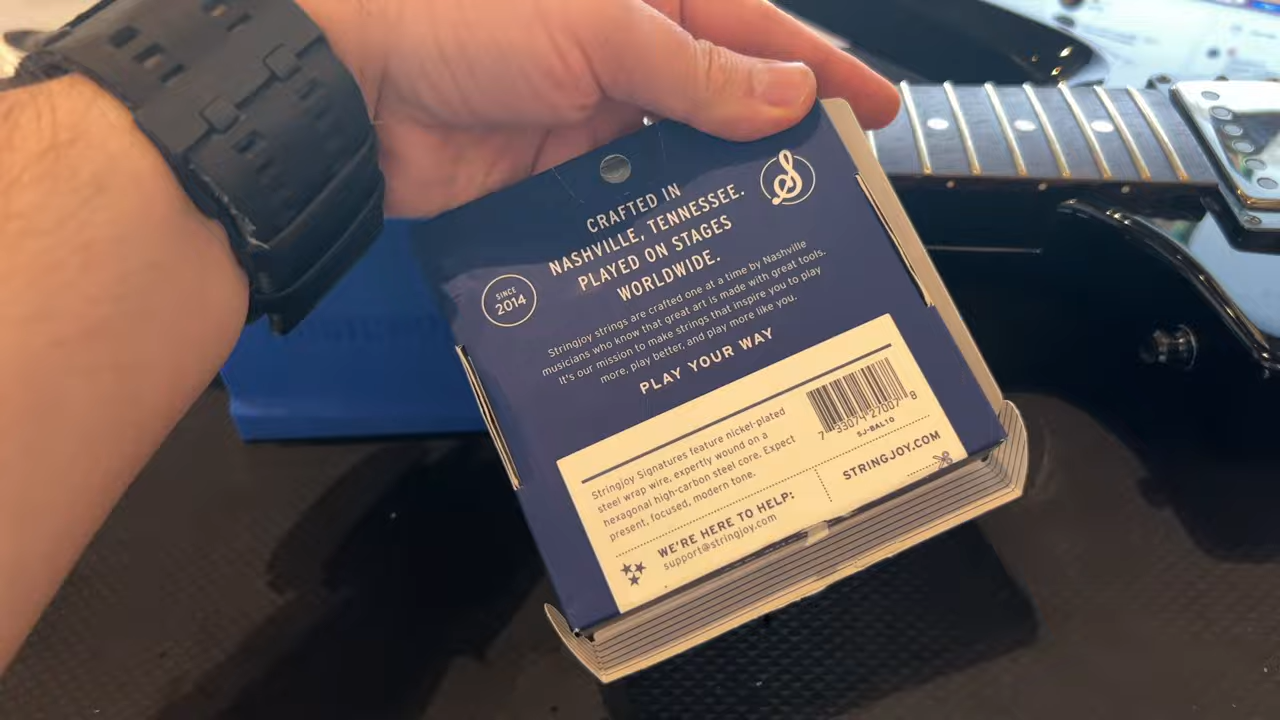 CRAFTED IN
NASHVILLE, TENNESSEE.
PLAYED ON STAGES
WORLDWIDE.
SINCE
2014
Stringjoy strings are crafted one at a time by Nashville
musicians who know that great art is made with great tools.
It's our mission to make strings that inspire you to play
more, play better, and play more like you.
PLAY YOUR WAY
Stringjoy Signatures feature nickel-plated
steel wrap wire, expertly wound on a
hexagonal high-carbon steel core. Expect
present, focused, modern tone.
7 33074 27007 8
SJ-BAL10
WE'RE HERE TO HELP:
support@stringjoy.com
STRINGJOY.COM